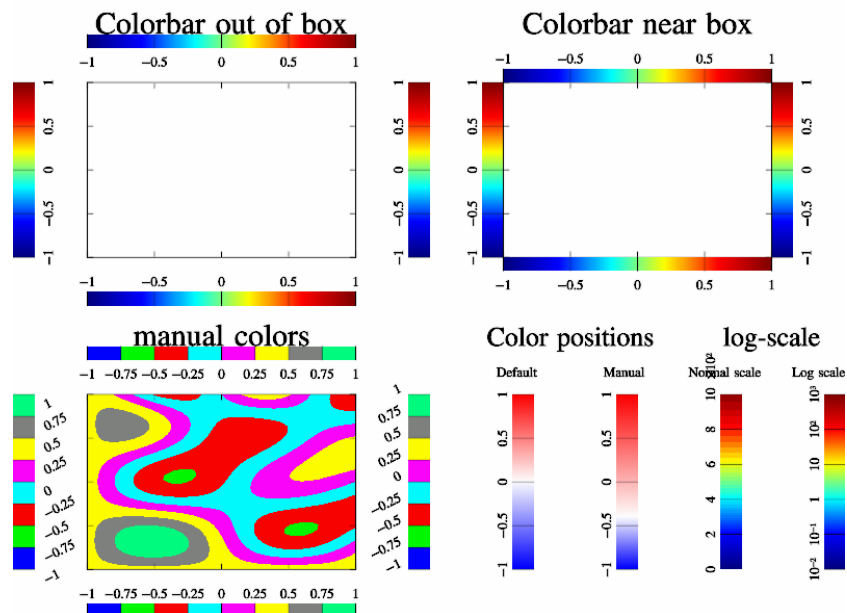 Colorbar out of box
−1 −0.5 0 0.5 1
−1 −0.5 0 0.5 1
−1 −0.5 0 0.5 1
−1 −0.5 0 0.5 1
Colorbar near box
−1 −0.5 0 0.5 1
−1 −0.5 0 0.5 1
−1 −0.5 0 0.5 1
−1 −0.5 0 0.5 1
manual colors
−1 −0.75 −0.5 −0.25 0 0.25 0.5 0.75 1
1
0.75
0.5
0.25
0
−0.25
−0.5
−0.75
−1
1
0.75
0.5
0.25
0
−0.25
−0.5
−0.75
−1
−1 −0.75 −0.5 −0.25 0 0.25 0.5 0.75 1
Color positions
Default
−1 −0.5 0 0.5 1
Manual
−1 −0.5 0 0.5 1
log-scale
Normal scale
0 2 4 6 8 10
Log scale
10⁻² 10⁻¹ 1 10¹ 10² 10³